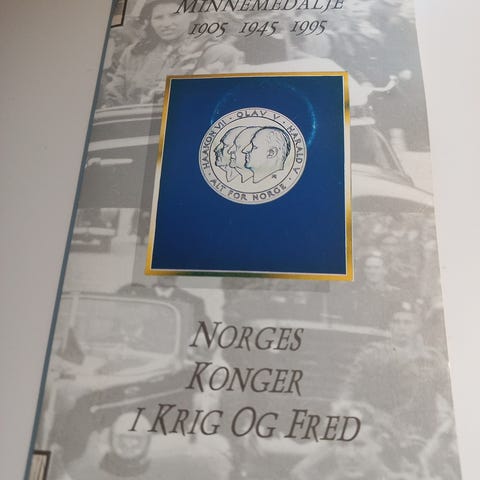 MINNEMEDALJE
1905 1945 1995
HAAKON VII · OLAV V · HARALD V
· ALT FOR NORGE ·
NORGES
KONGER
I KRIG OG FRED